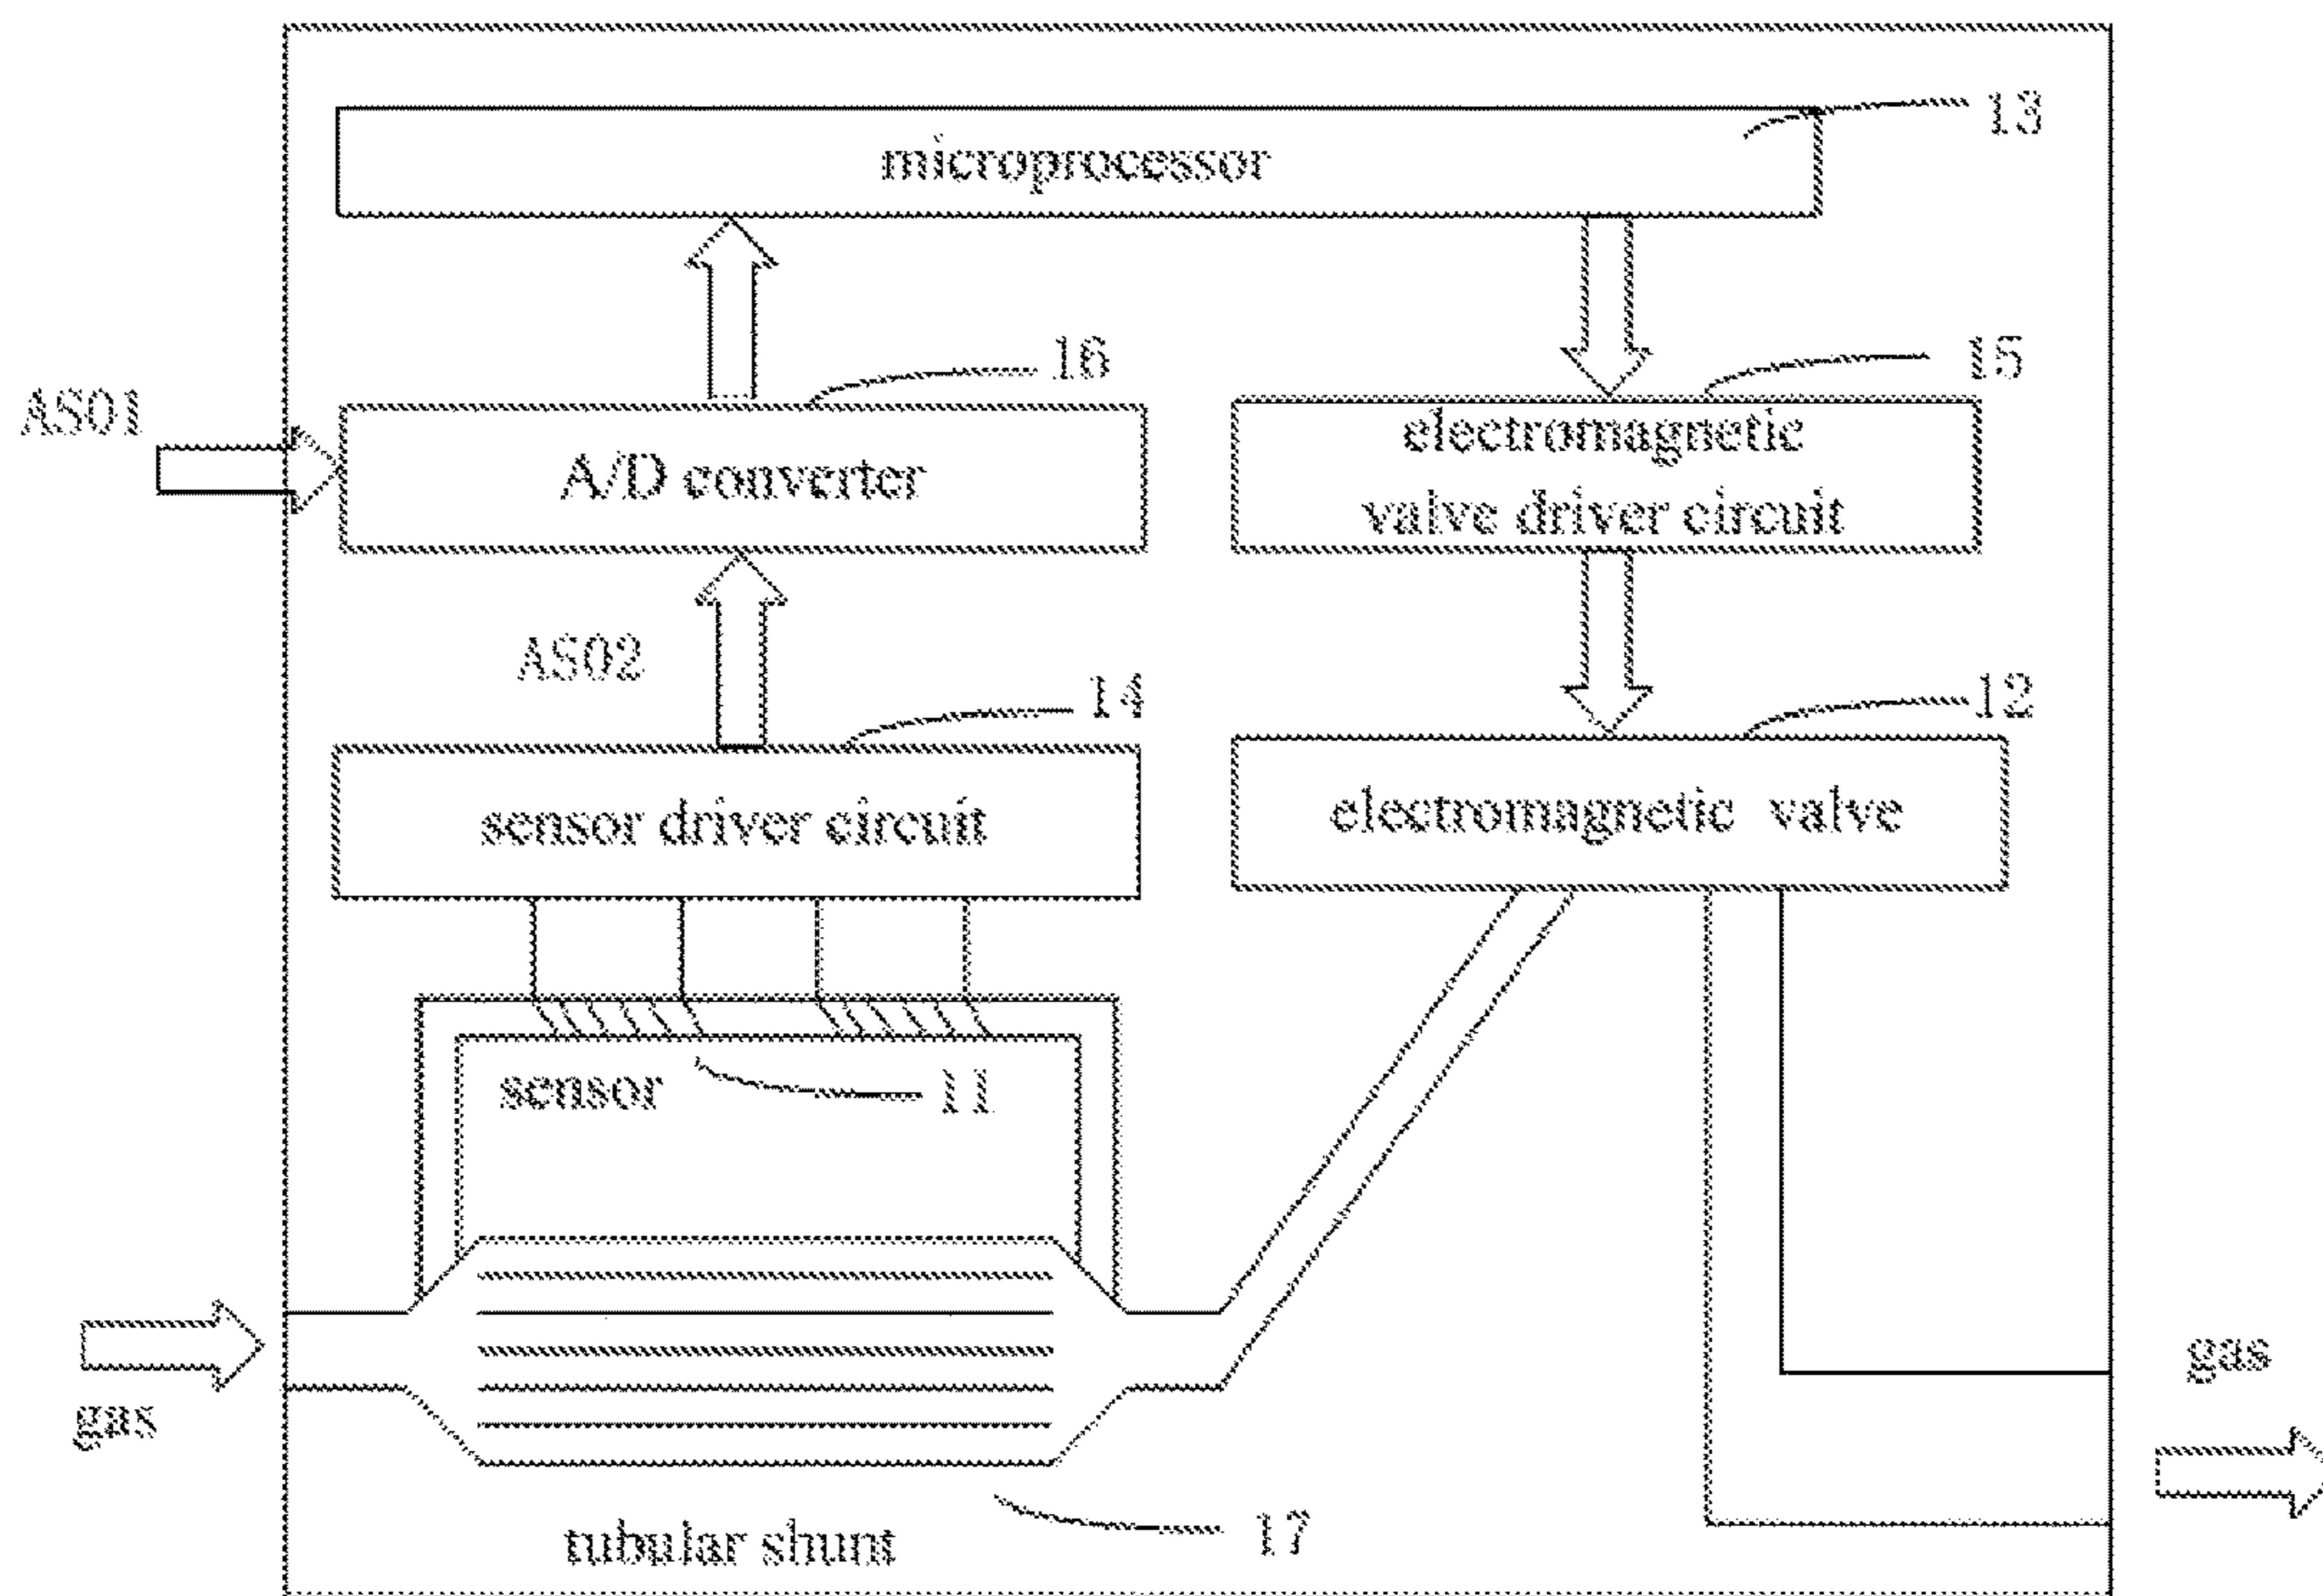 13
microprocessor
16
15
AS01
A/D converter
electromagnetic
valve driver circuit
AS02
14
12
sensor driver circuit
electromagnetic valve
sensor
11
gas
gas
tubular shunt
17